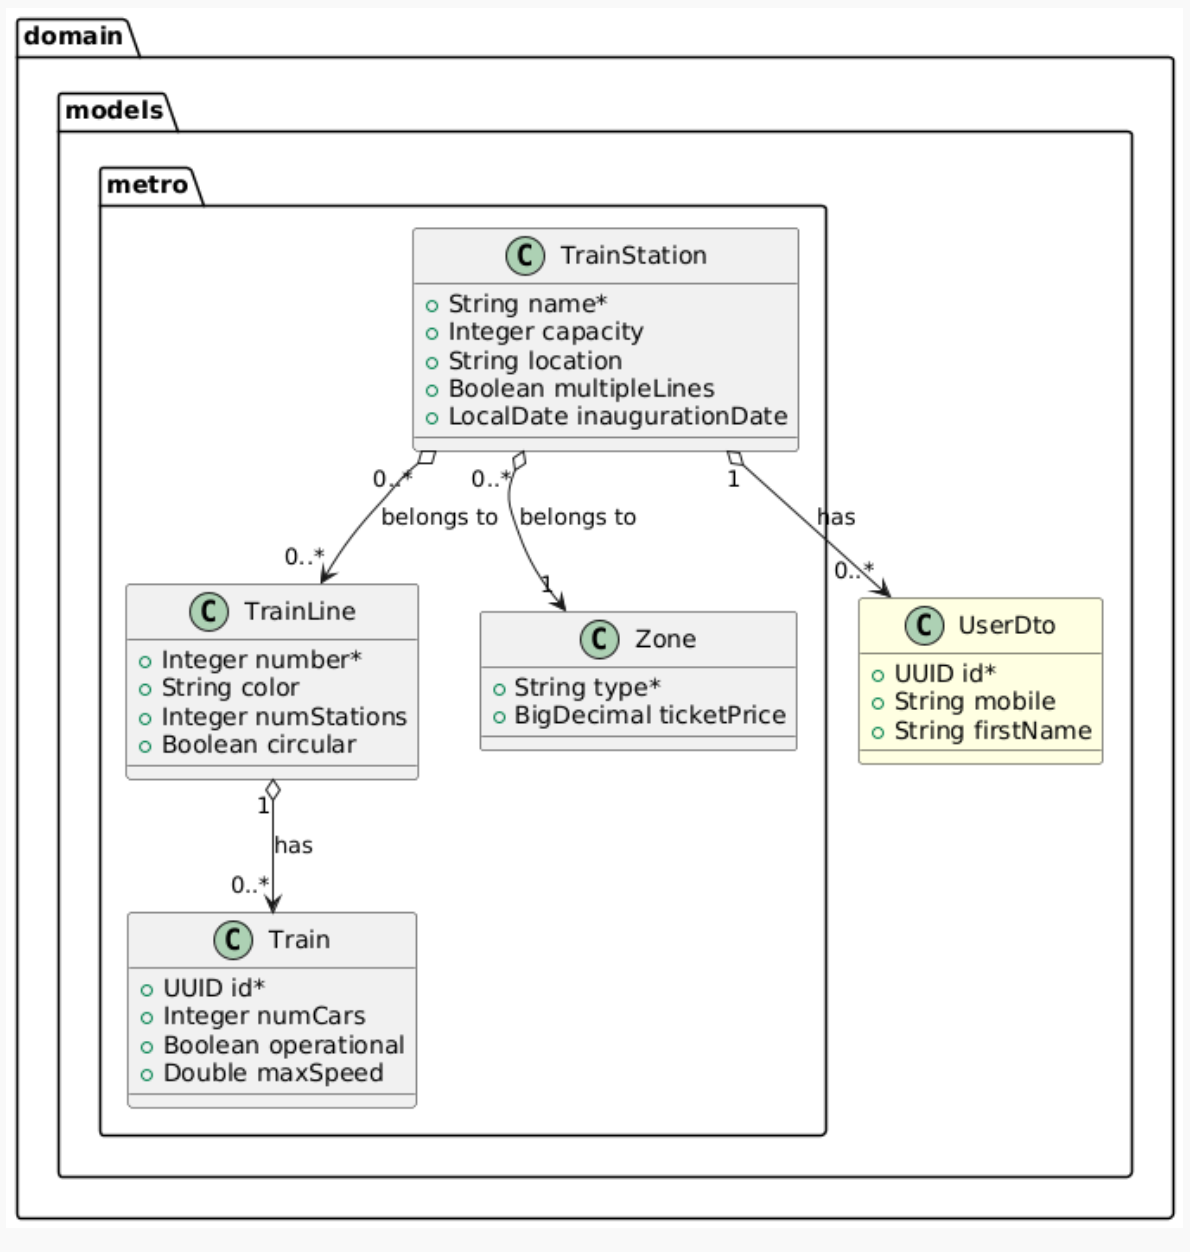 domain
models
metro
C TrainStation
String name*
Integer capacity
String location
Boolean multipleLines
LocalDate inaugurationDate
0..*
0..*
1
belongs to
belongs to
has
0..*
1
0..*
C TrainLine
Integer number*
String color
Integer numStations
Boolean circular
C Zone
String type*
BigDecimal ticketPrice
C UserDto
UUID id*
String mobile
String firstName
1
has
0..*
C Train
UUID id*
Integer numCars
Boolean operational
Double maxSpeed